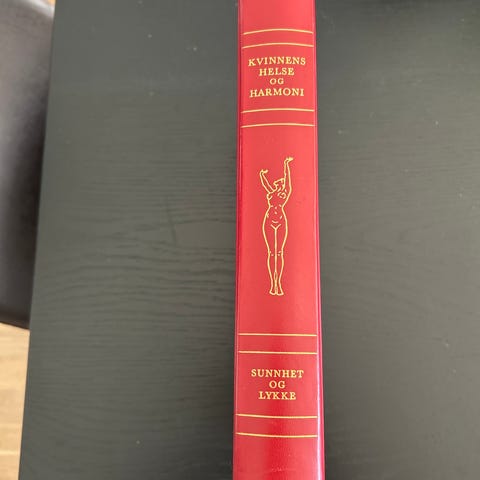 KVINNENS
HELSE
OG
HARMONI
SUNNHET
OG
LYKKE